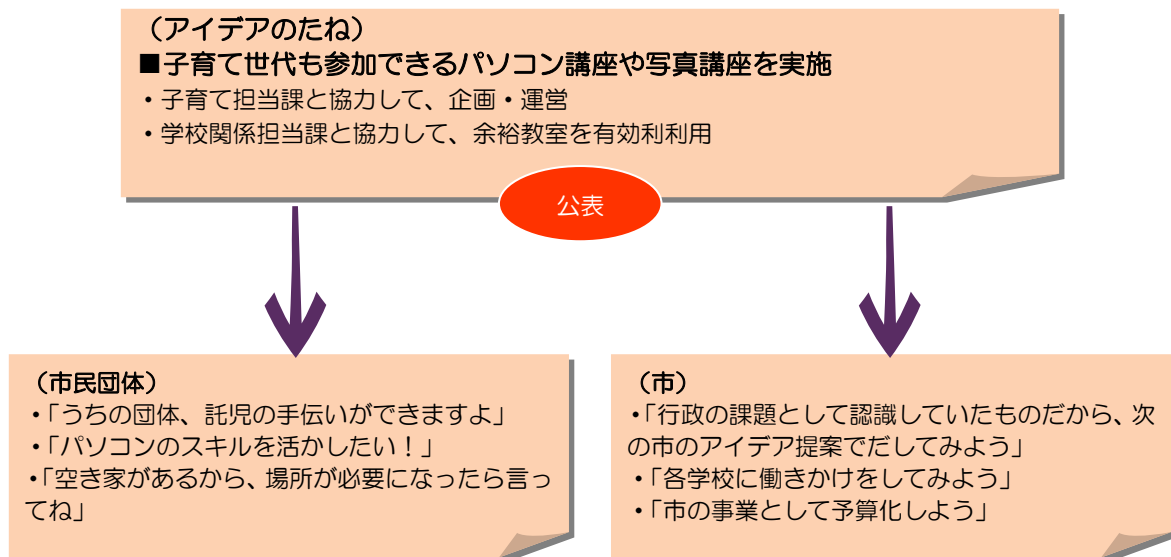 （アイデアのたね）
■子育て世代も参加できるパソコン講座や写真講座を実施
・子育て担当課と協力して、企画・運営
・学校関係担当課と協力して、余裕教室を有効利利用
公表
（市民団体）
・「うちの団体、託児の手伝いができますよ」
・「パソコンのスキルを活かしたい！」
・「空き家があるから、場所が必要になったら言っ
てね」
（市）
・「行政の課題として認識していたものだから、次
の市のアイデア提案でだしてみよう」
・「各学校に働きかけをしてみよう」
・「市の事業として予算化しよう」